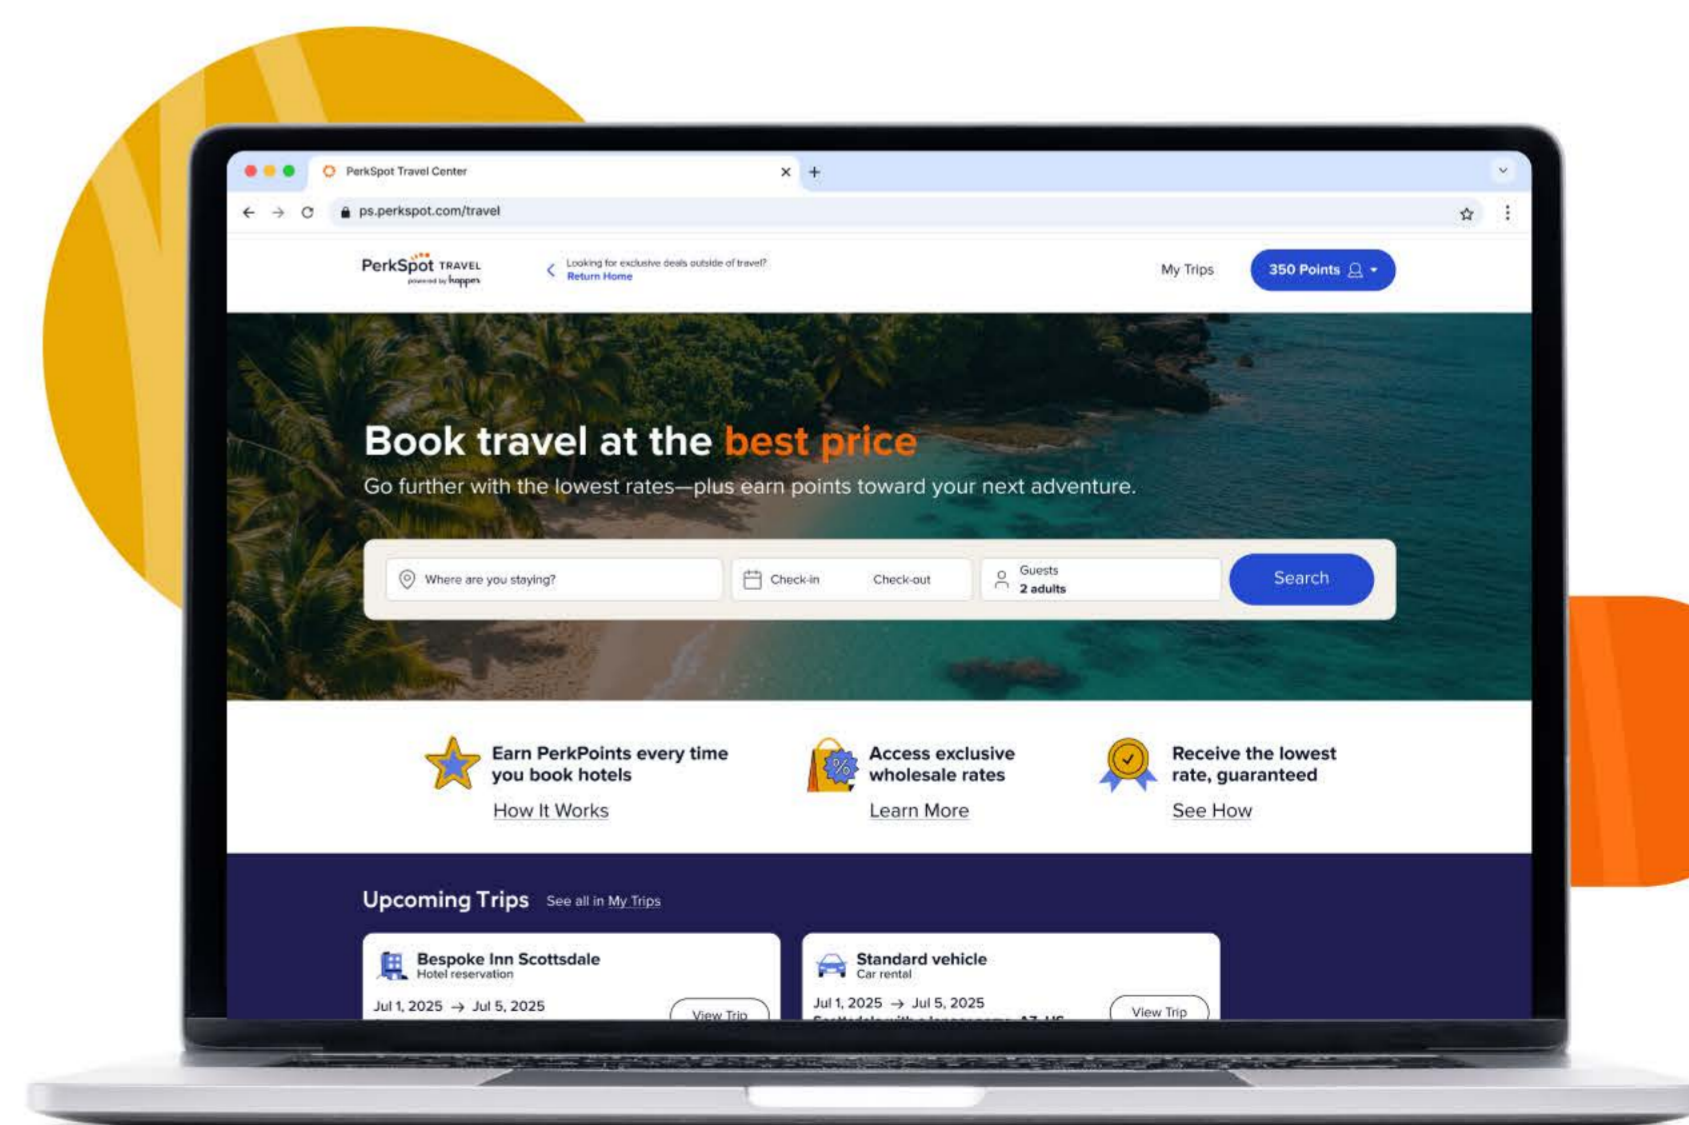 PerkSpot Travel Center
ps.perkspot.com/travel
PerkSpot TRAVEL
powered by hopper
Looking for exclusive deals outside of travel?
Return Home
My Trips
350 Points
Book travel at the best price
Go further with the lowest rates—plus earn points toward your next adventure.
Where are you staying?
Check-in
Check-out
Guests
2 adults
Search
Earn PerkPoints every time
you book hotels
How It Works
Access exclusive
wholesale rates
Learn More
Receive the lowest
rate, guaranteed
See How
Upcoming Trips See all in My Trips
Bespoke Inn Scottsdale
Hotel reservation
Jul 1, 2025 → Jul 5, 2025
View Trip
Standard vehicle
Car rental
Jul 1, 2025 → Jul 5, 2025
View Trip